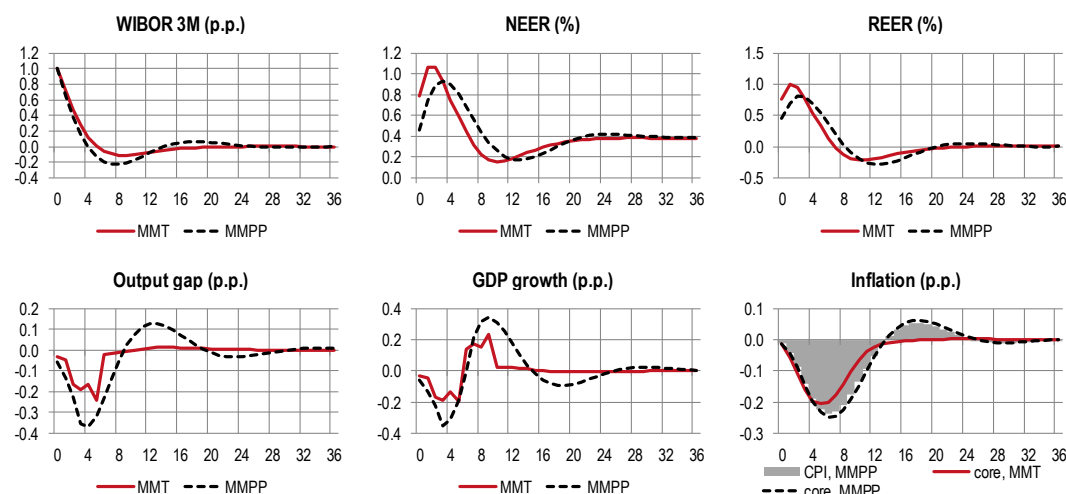 WIBOR 3M (p.p.)
1.2
1.0
0.8
0.6
0.4
0.2
0.0
-0.2
-0.4
0 4 8 12 16 20 24 28 32 36
MMT MMPP
NEER (%)
1.2
1.0
0.8
0.6
0.4
0.2
0.0
0 4 8 12 16 20 24 28 32 36
MMT MMPP
REER (%)
1.5
1.0
0.5
0.0
-0.5
0 4 8 12 16 20 24 28 32 36
MMT MMPP
Output gap (p.p.)
0.2
0.1
0.0
-0.1
-0.2
-0.3
-0.4
0 4 8 12 16 20 24 28 32 36
MMT MMPP
GDP growth (p.p.)
0.4
0.2
0.0
-0.2
-0.4
0 4 8 12 16 20 24 28 32 36
MMT MMPP
Inflation (p.p.)
0.1
0.0
-0.1
-0.2
-0.3
0 4 8 12 16 20 24 28 32 36
CPI, MMPP core, MMT
core, MMPP